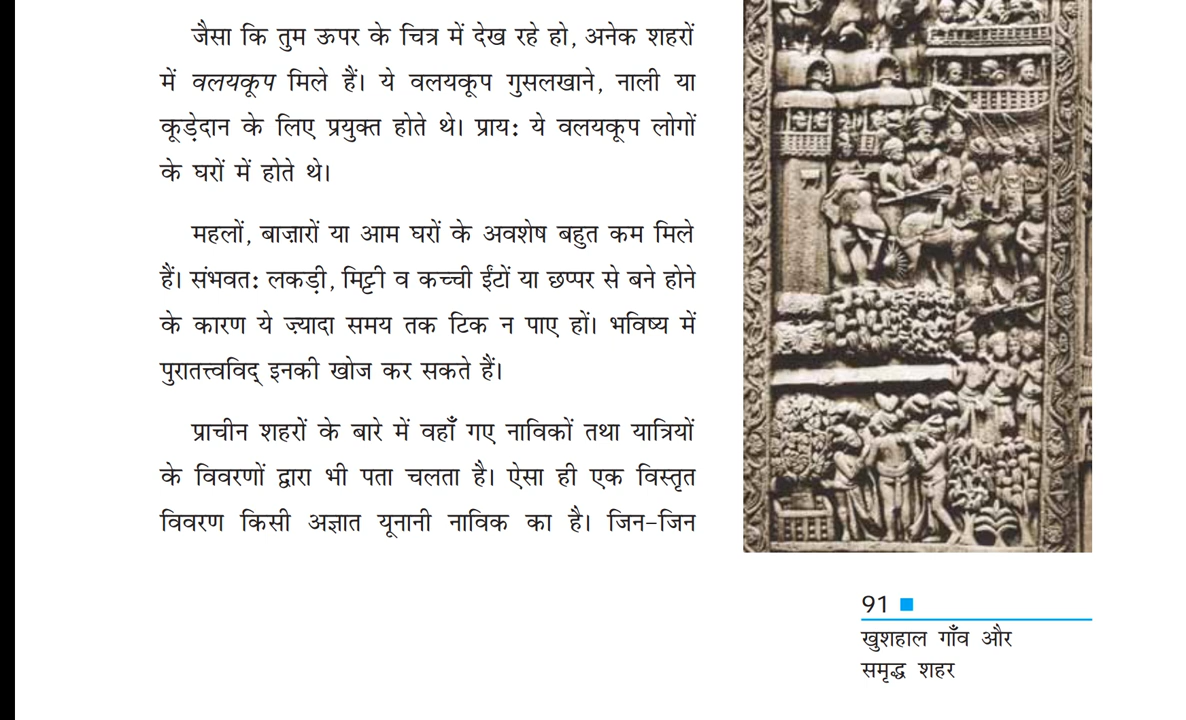 जैसा कि तुम ऊपर के चित्र में देख रहे हो, अनेक शहरों
में वलयकूप मिले हैं। ये वलयकूप गुसलखाने, नाली या
कूड़ेदान के लिए प्रयुक्त होते थे। प्राय: ये वलयकूप लोगों
के घरों में होते थे।
महलों, बाज़ारों या आम घरों के अवशेष बहुत कम मिले
हैं। संभवत: लकड़ी, मिट्टी व कच्ची ईंटों या छप्पर से बने होने
के कारण ये ज़्यादा समय तक टिक न पाए हों। भविष्य में
पुरातत्त्वविद् इनकी खोज कर सकते हैं।
प्राचीन शहरों के बारे में वहाँ गए नाविकों तथा यात्रियों
के विवरणों द्वारा भी पता चलता है। ऐसा ही एक विस्तृत
विवरण किसी अज्ञात यूनानी नाविक का है। जिन-जिन
91
खुशहाल गाँव और
समृद्ध शहर